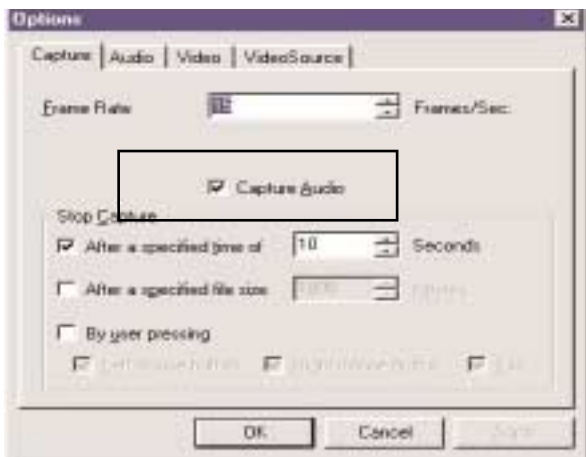 Options
Capture Audio Video VideoSource
Frame Rate Frames/Sec.
Capture Audio
Stop Capture
After a specified time of 10 Seconds
After a specified file size
By user pressing
OK Cancel